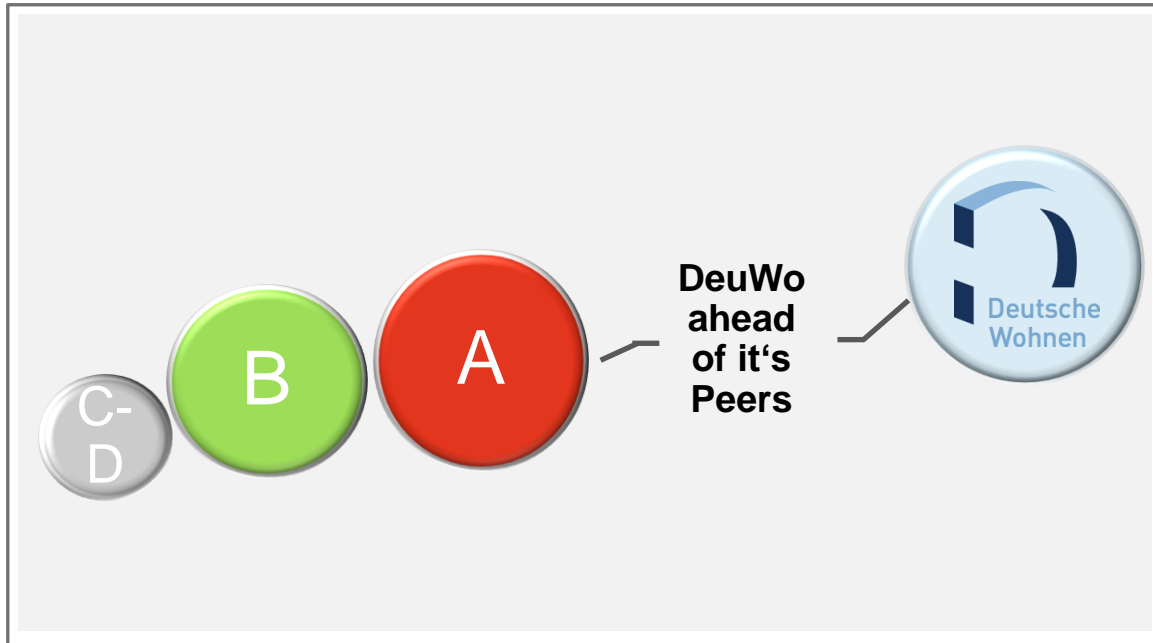 C-
D
B
A
DeuWo
ahead
of it‘s
Peers
Deutsche
Wohnen